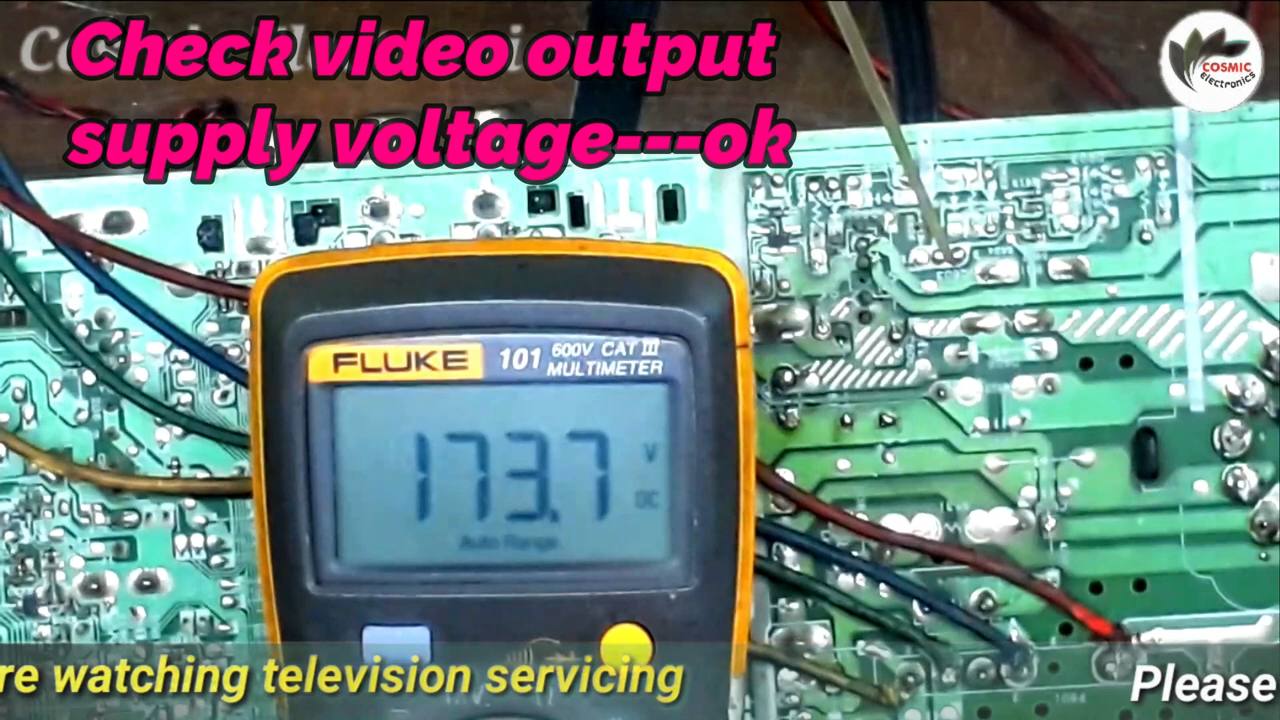 Check video output
supply voltage---ok
COSMIC
electronics
FLUKE
101
600V CAT III
MULTIMETER
173.7
V
DC
Auto Range
re watching television servicing
Please